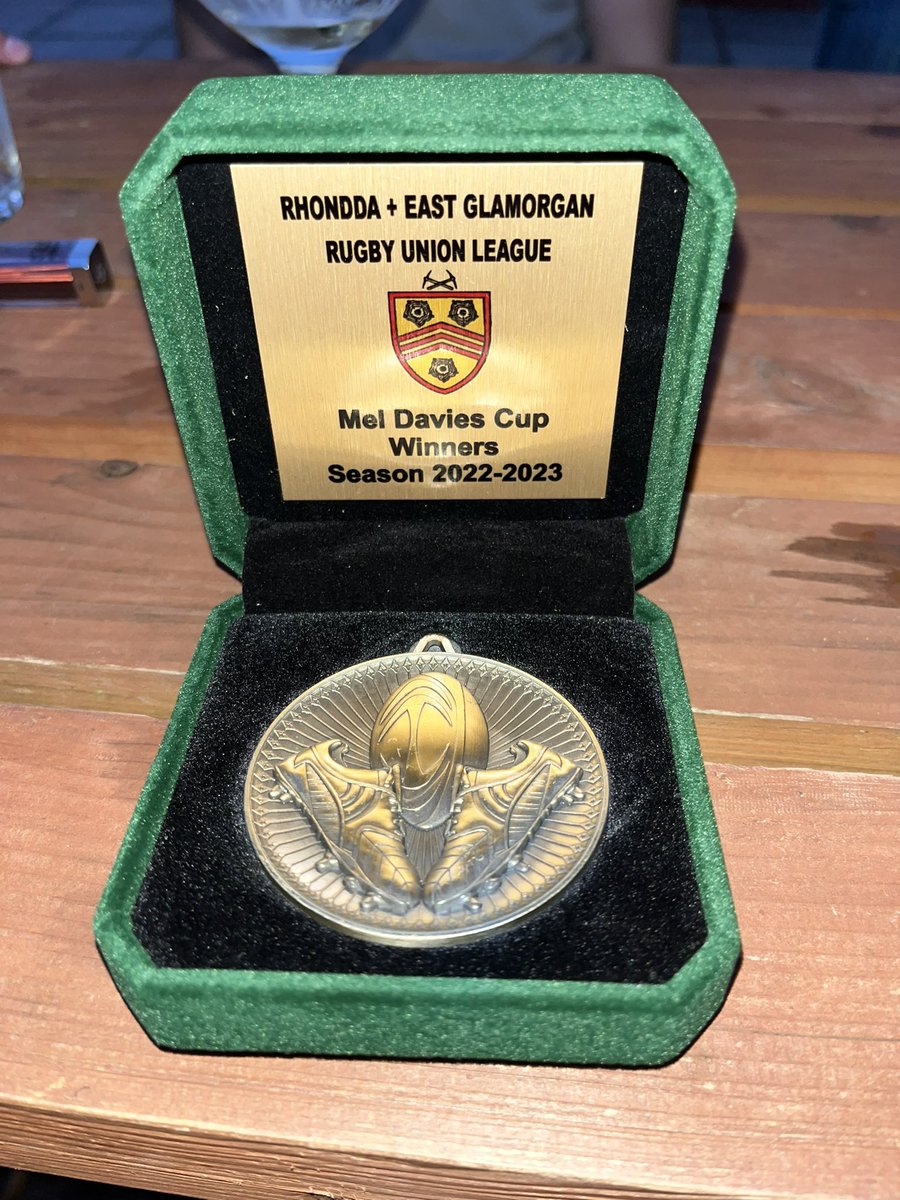 RHONDDA + EAST GLAMORGAN
RUGBY UNION LEAGUE
Mel Davies Cup
Winners
Season 2022-2023